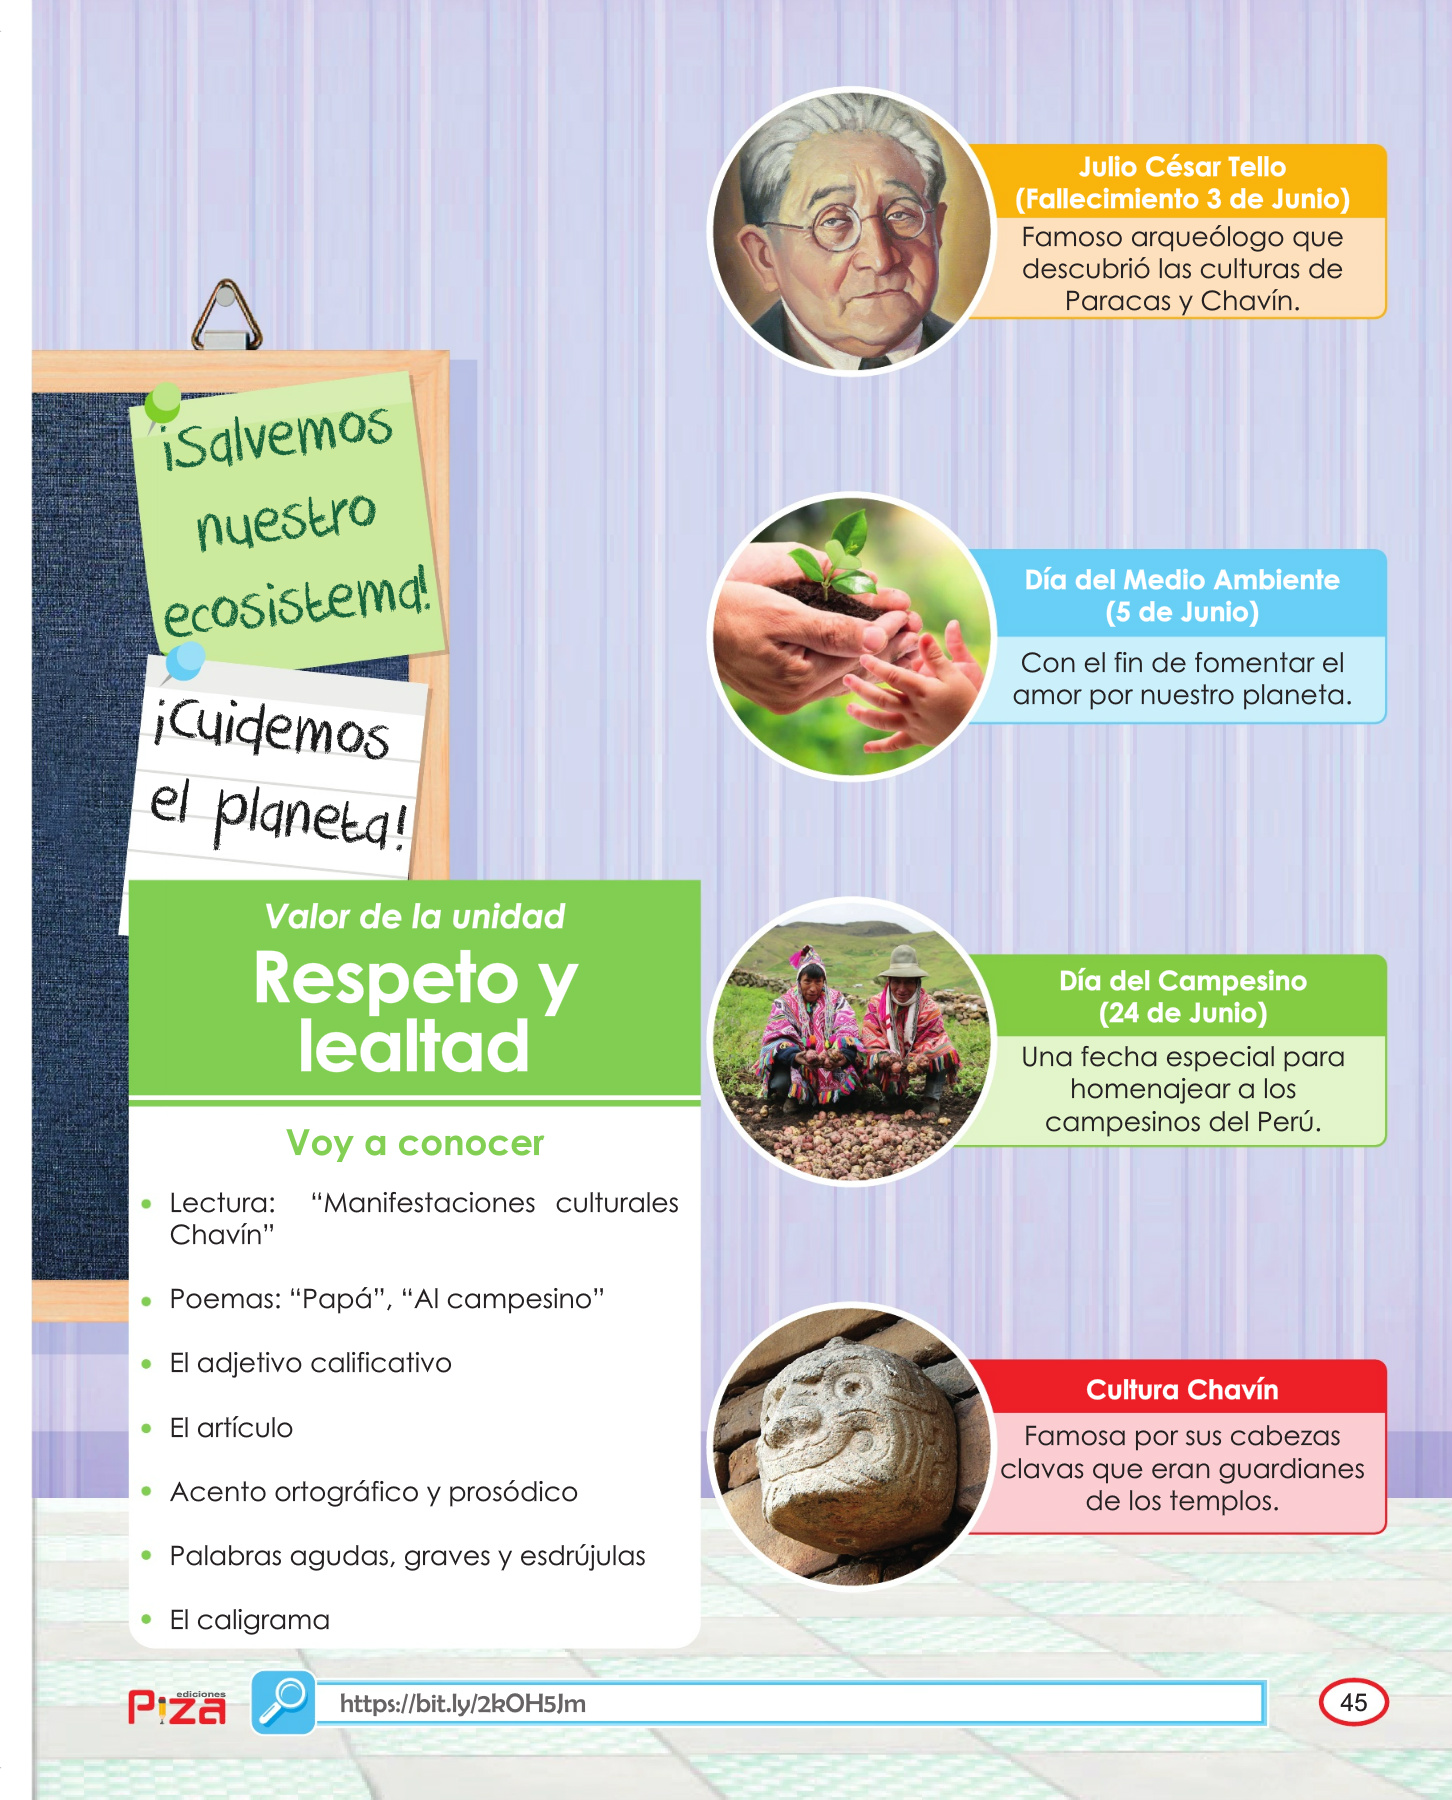 ¡Salvemos
nuestro
ecosistema!
¡Cuidemos
el planeta!
Valor de la unidad
Respeto y
lealtad
Voy a conocer
• Lectura: “Manifestaciones culturales
Chavín”
• Poemas: “Papá”, “Al campesino”
• El adjetivo calificativo
• El artículo
• Acento ortográfico y prosódico
• Palabras agudas, graves y esdrújulas
• El caligrama
Julio César Tello
(Fallecimiento 3 de Junio)
Famoso arqueólogo que
descubrió las culturas de
Paracas y Chavín.
Día del Medio Ambiente
(5 de Junio)
Con el fin de fomentar el
amor por nuestro planeta.
Día del Campesino
(24 de Junio)
Una fecha especial para
homenajear a los
campesinos del Perú.
Cultura Chavín
Famosa por sus cabezas
clavas que eran guardianes
de los templos.
ediciones
Piza
https://bit.ly/2kOH5Jm
45